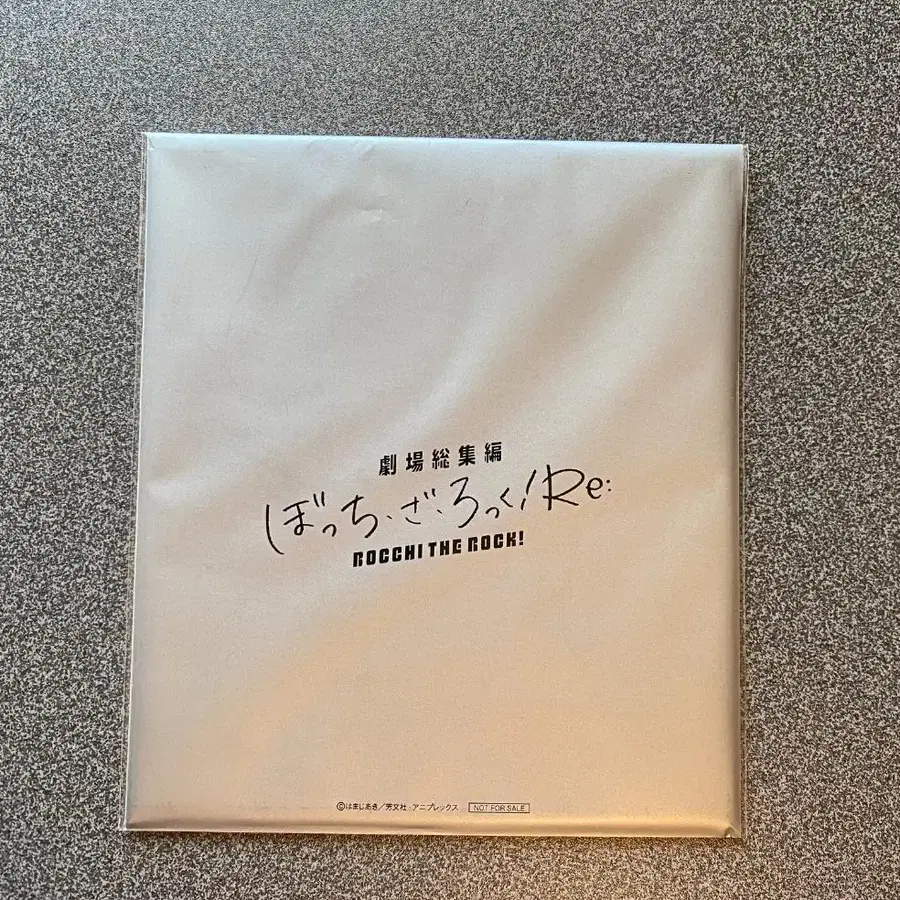 劇場総集編
ぼっち・ざ・ろっく!Re:
BOCCHI THE ROCK!
©はまじあき/芳文社・アニプレックス NOT FOR SALE